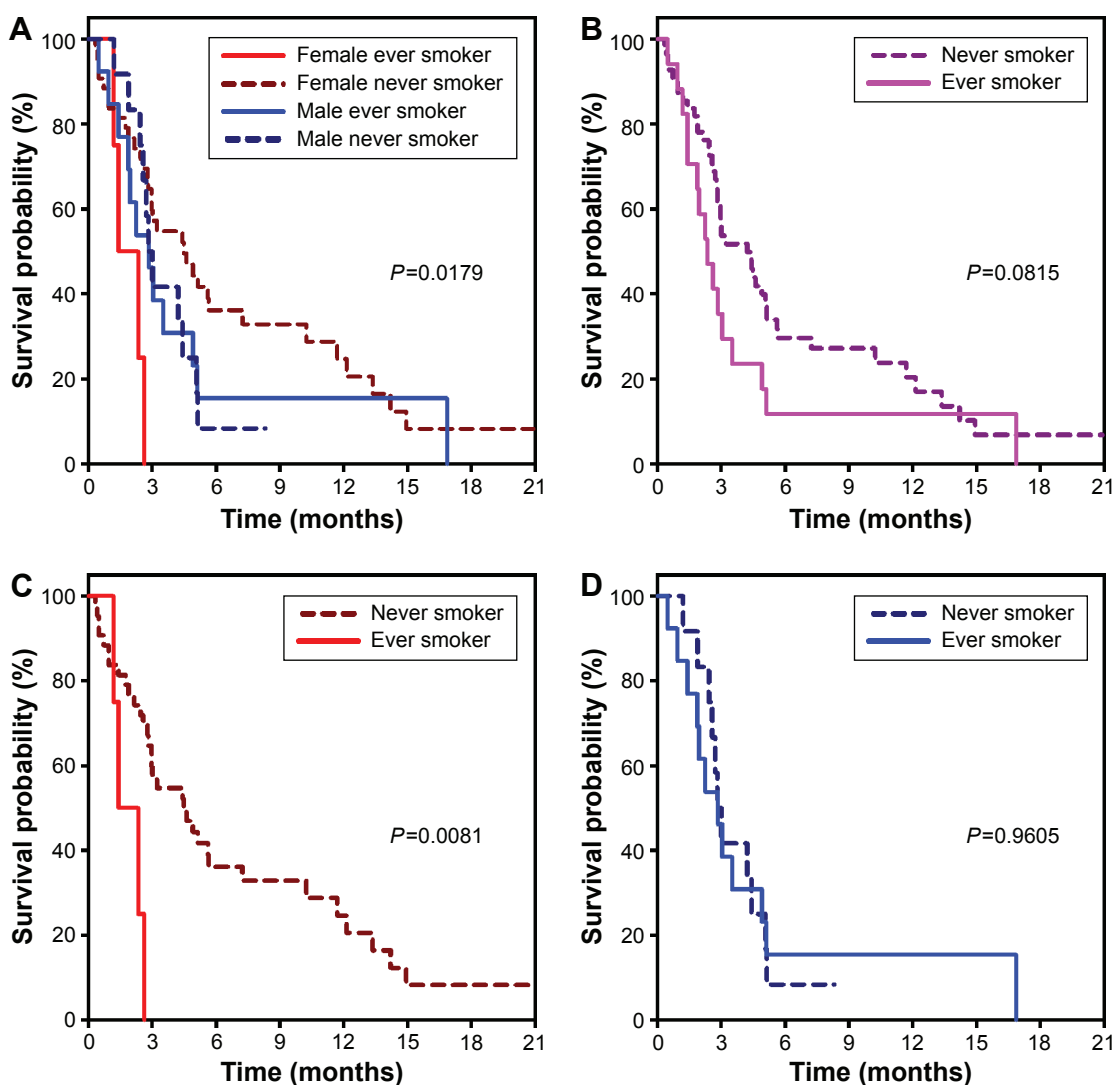 A
Female ever smoker
Female never smoker
Male ever smoker
Male never smoker
P=0.0179
Survival probability (%)
100
80
60
40
20
0
0 3 6 9 12 15 18 21
Time (months)
B
Never smoker
Ever smoker
P=0.0815
Survival probability (%)
100
80
60
40
20
0
0 3 6 9 12 15 18 21
Time (months)
C
Never smoker
Ever smoker
P=0.0081
Survival probability (%)
100
80
60
40
20
0
0 3 6 9 12 15 18 21
Time (months)
D
Never smoker
Ever smoker
P=0.9605
Survival probability (%)
100
80
60
40
20
0
0 3 6 9 12 15 18 21
Time (months)